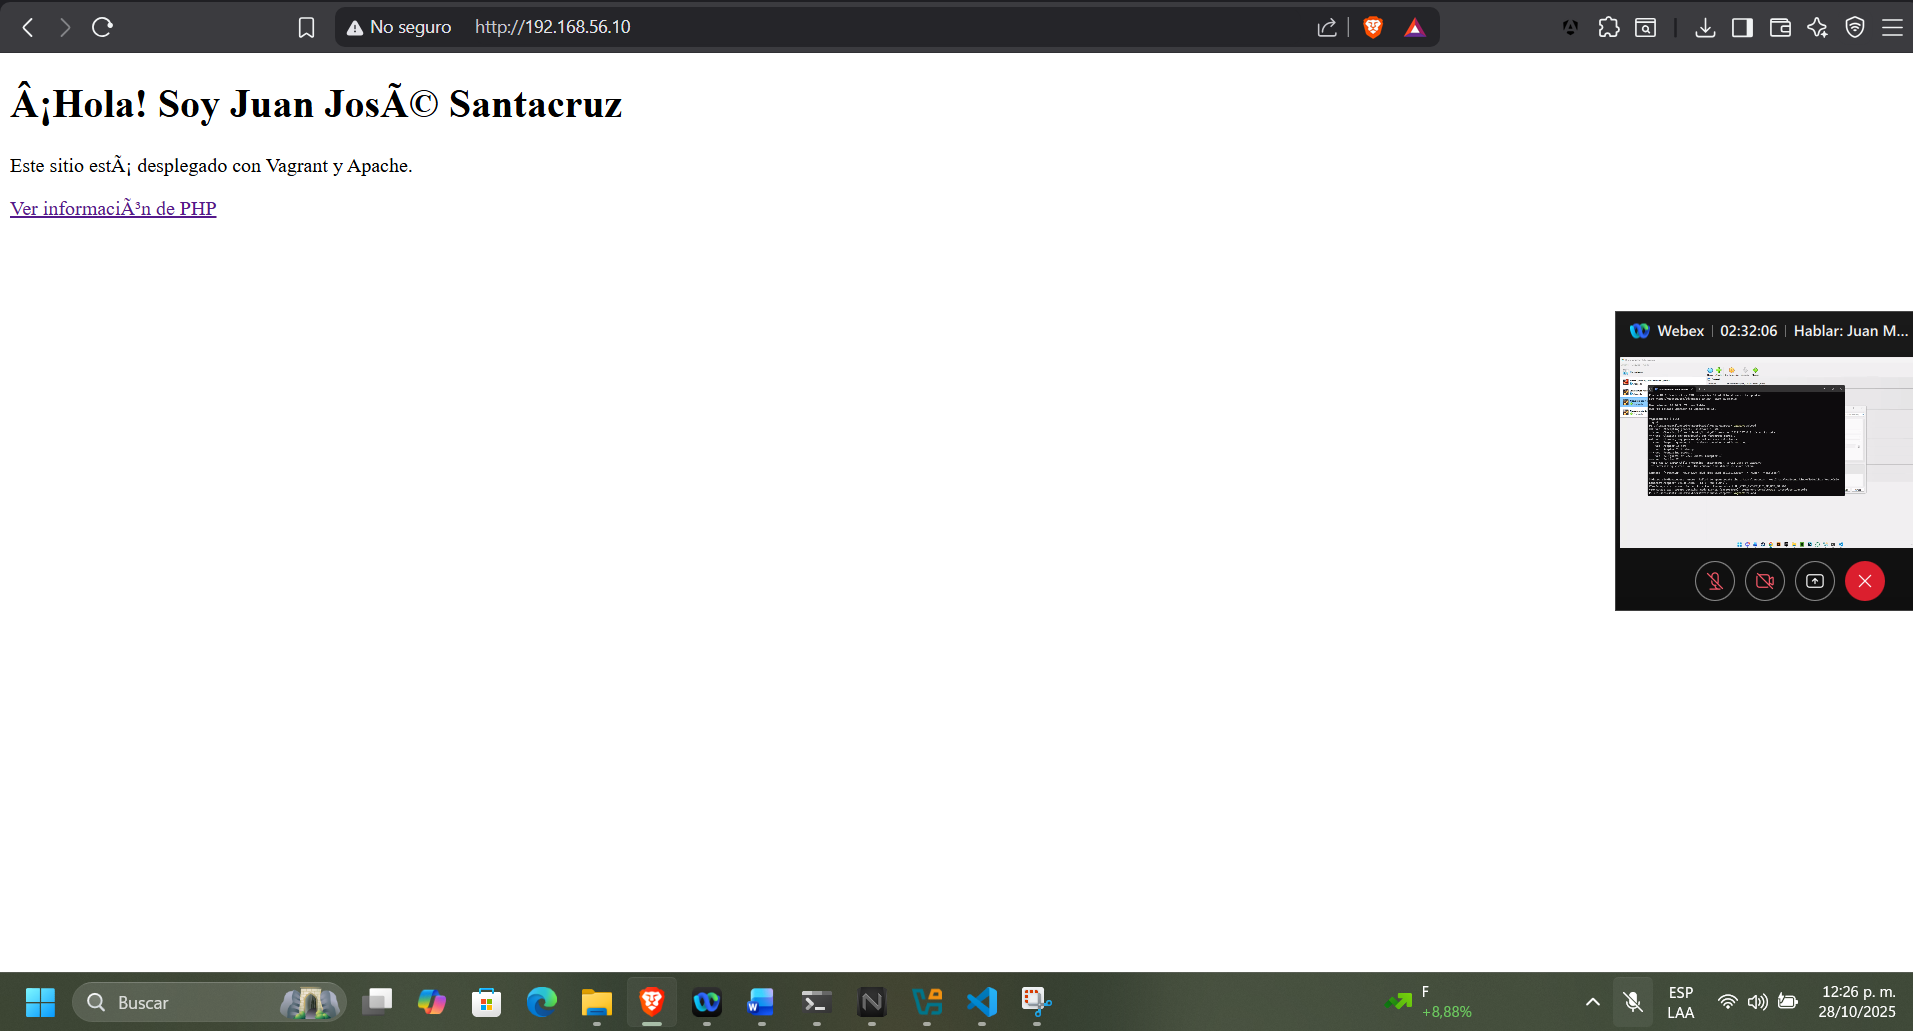 No seguro http://192.168.56.10
Â¡Hola! Soy Juan JosÃ© Santacruz
Este sitio estÃ¡ desplegado con Vagrant y Apache.
Ver informaciÃ³n de PHP
Webex 02:32:06 Hablar: Juan M...
Buscar
F
+8,88%
ESP
LAA
12:26 p. m.
28/10/2025